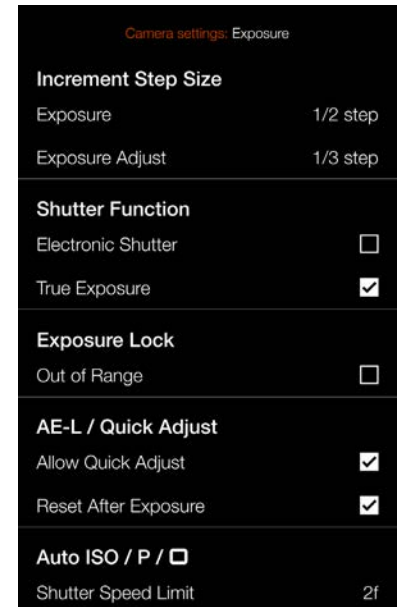 Camera settings: Exposure
Increment Step Size
Exposure 1/2 step
Exposure Adjust 1/3 step
Shutter Function
Electronic Shutter
True Exposure
Exposure Lock
Out of Range
AE-L / Quick Adjust
Allow Quick Adjust
Reset After Exposure
Auto ISO / P /
Shutter Speed Limit 2f